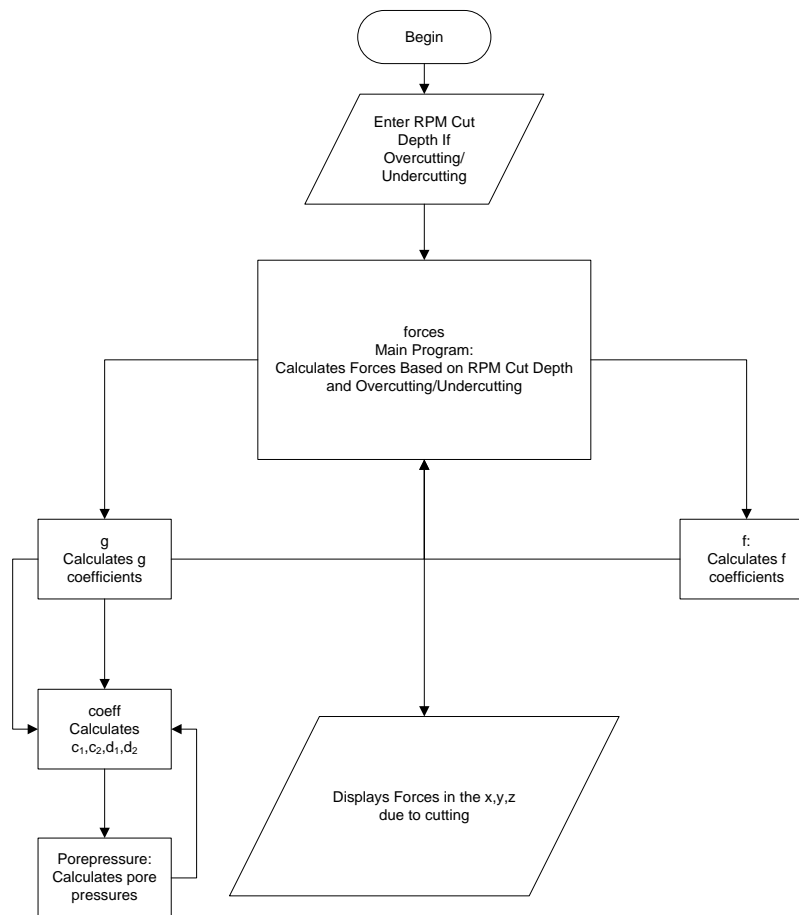 Begin
Enter RPM Cut
Depth If
Overcutting/
Undercutting
forces
Main Program:
Calculates Forces Based on RPM Cut Depth
and Overcutting/Undercutting
g
Calculates g
coefficients
f:
Calculates f
coefficients
coeff
Calculates
c₁,c₂,d₁,d₂
Displays Forces in the x,y,z
due to cutting
Porepressure:
Calculates pore
pressures